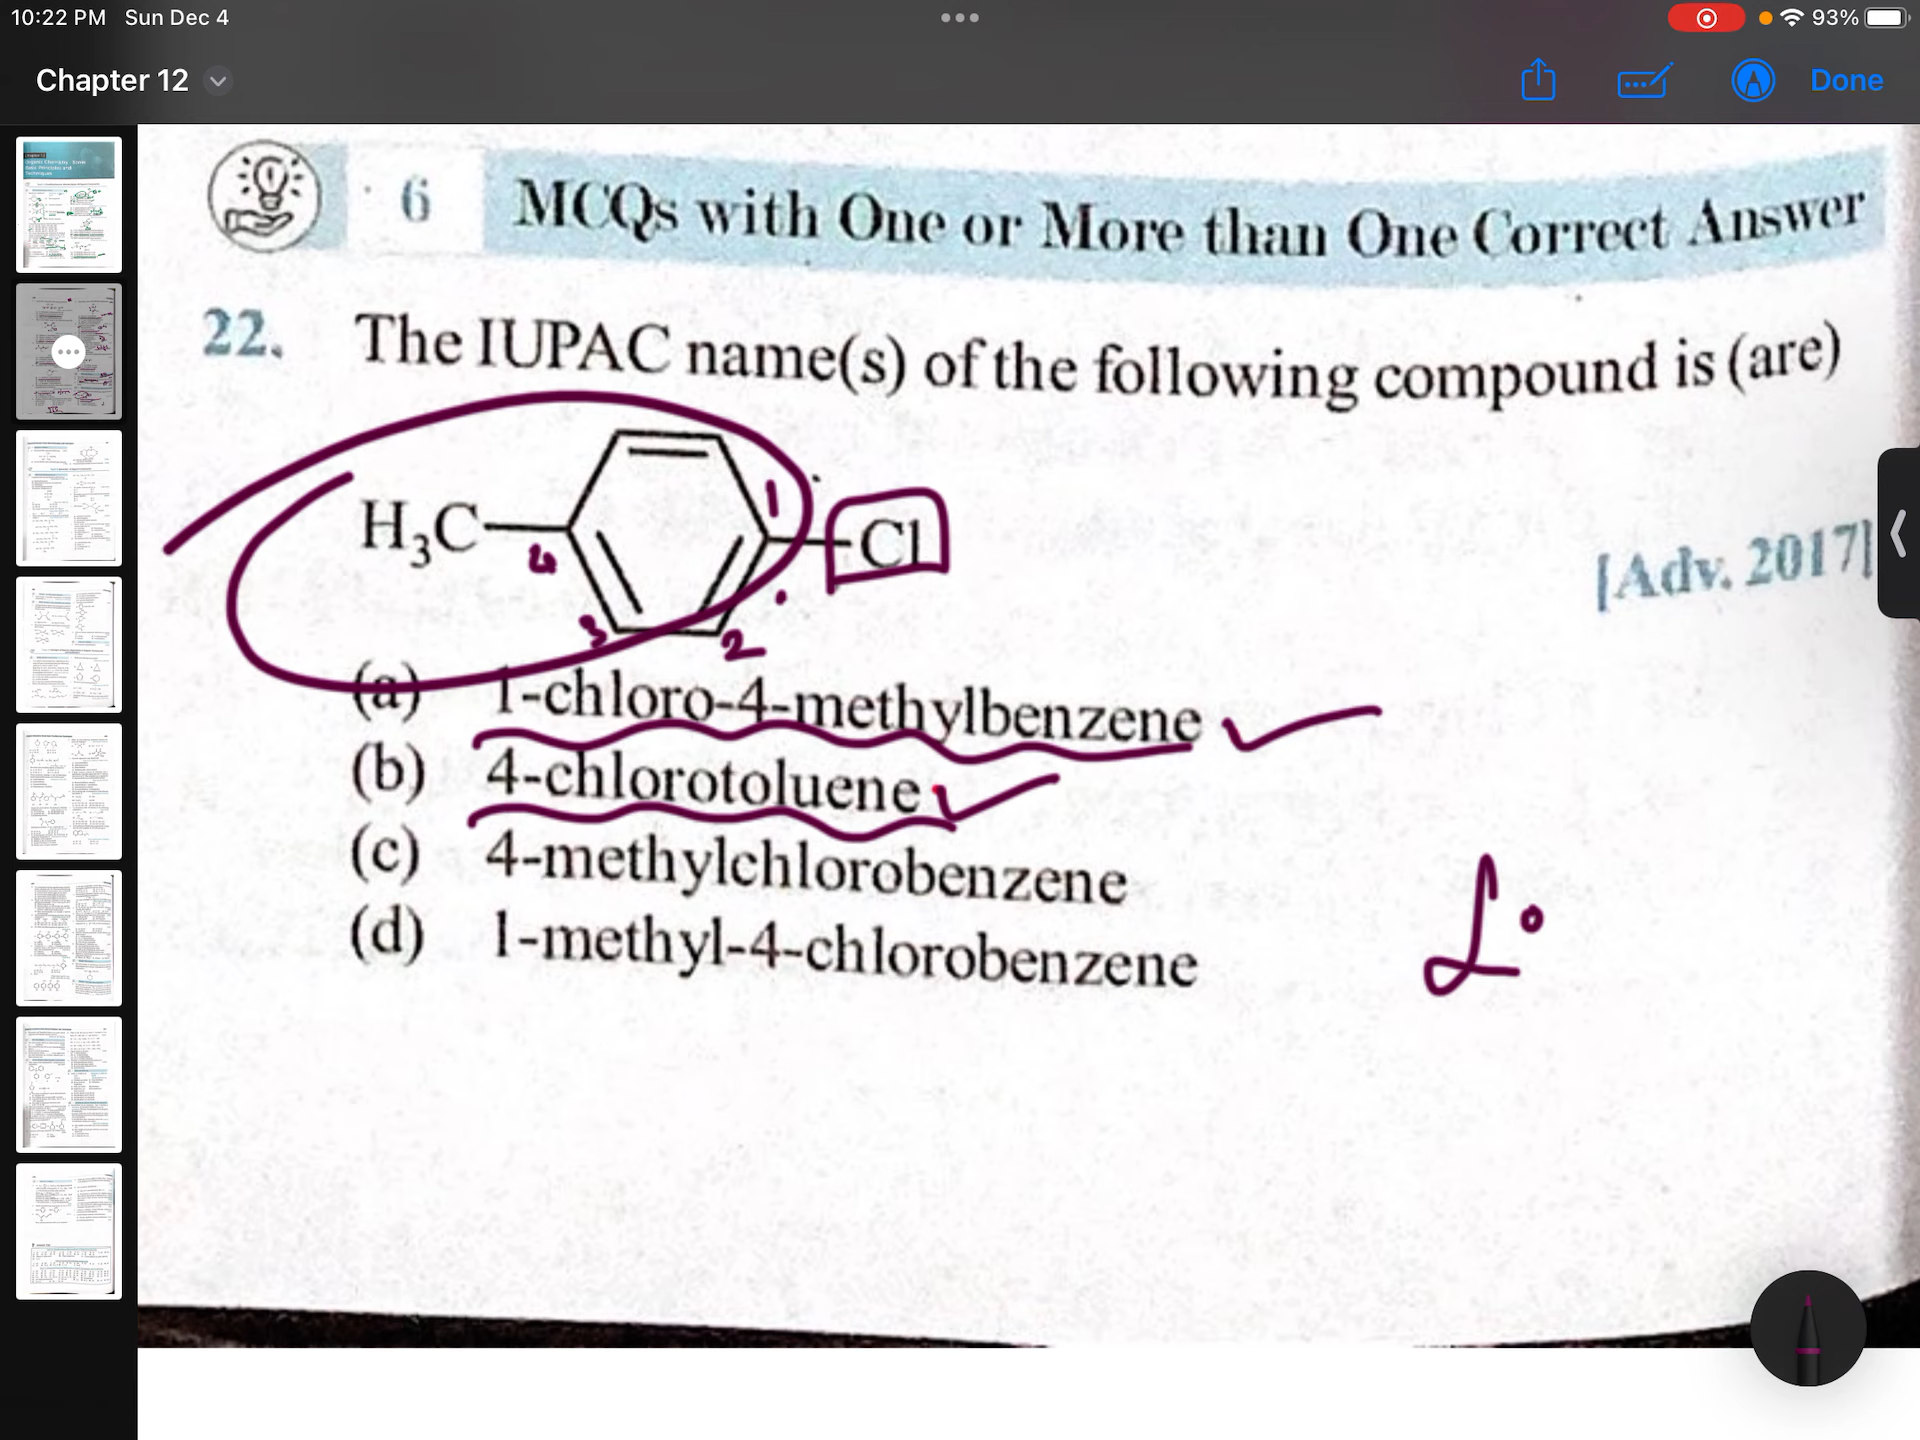 10:22 PM Sun Dec 4
93%
Chapter 12
Done
6 MCQs with One or More than One Correct Answer
22. The IUPAC name(s) of the following compound is (are)
H₃C Cl
1
4
3 2
[Adv. 2017]
(a) 1-chloro-4-methylbenzene
(b) 4-chlorotoluene
(c) 4-methylchlorobenzene
(d) 1-methyl-4-chlorobenzene